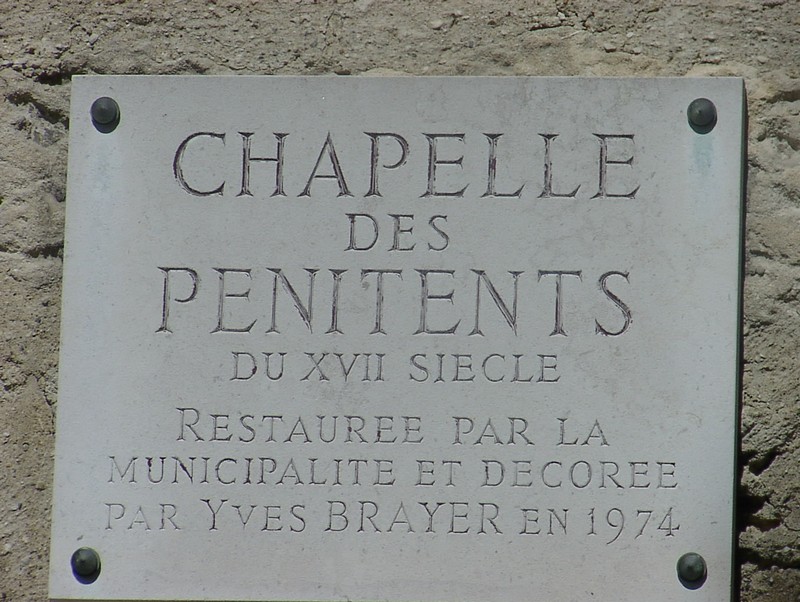 CHAPELLE
DES
PENITENTS
DU XVII SIECLE
RESTAUREE PAR LA
MUNICIPALITE ET DECOREE
PAR YVES BRAYER EN 1974